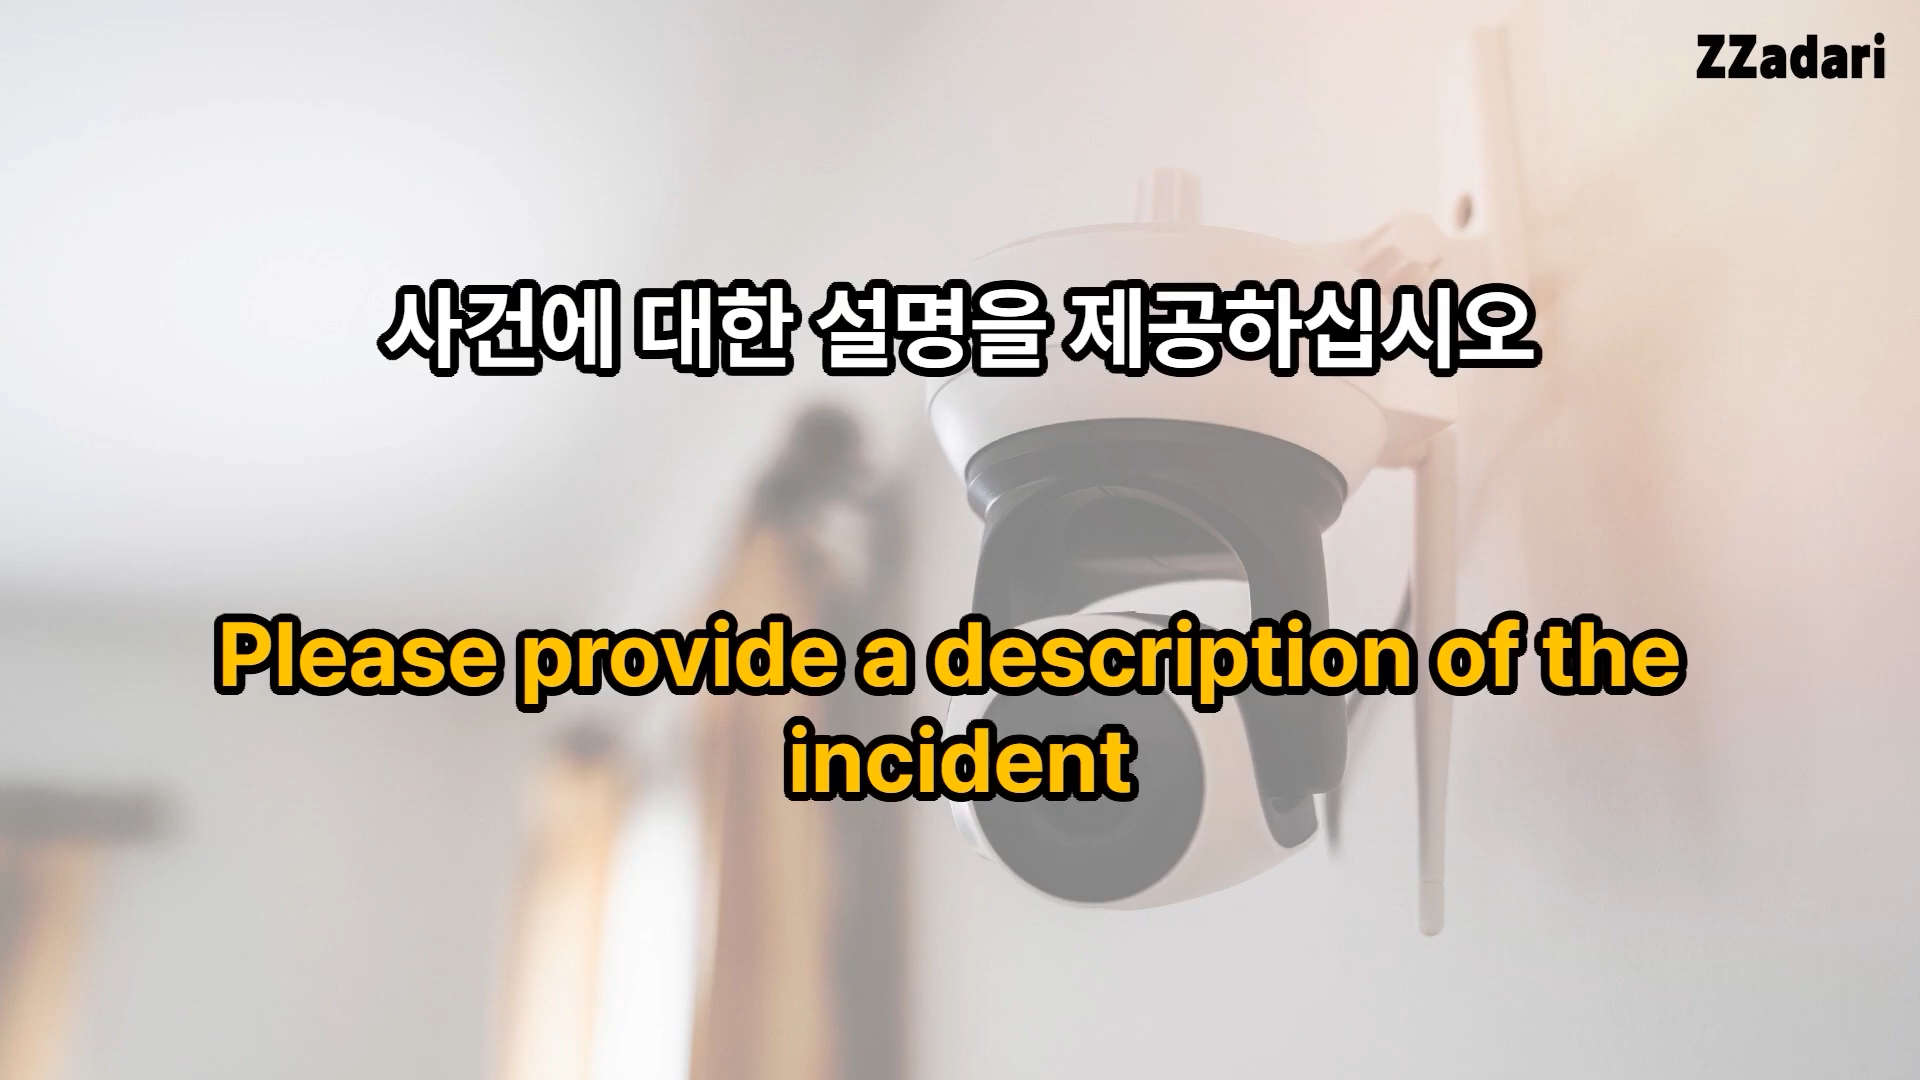 ZZadari
사건에 대한 설명을 제공하십시오
Please provide a description of the
incident